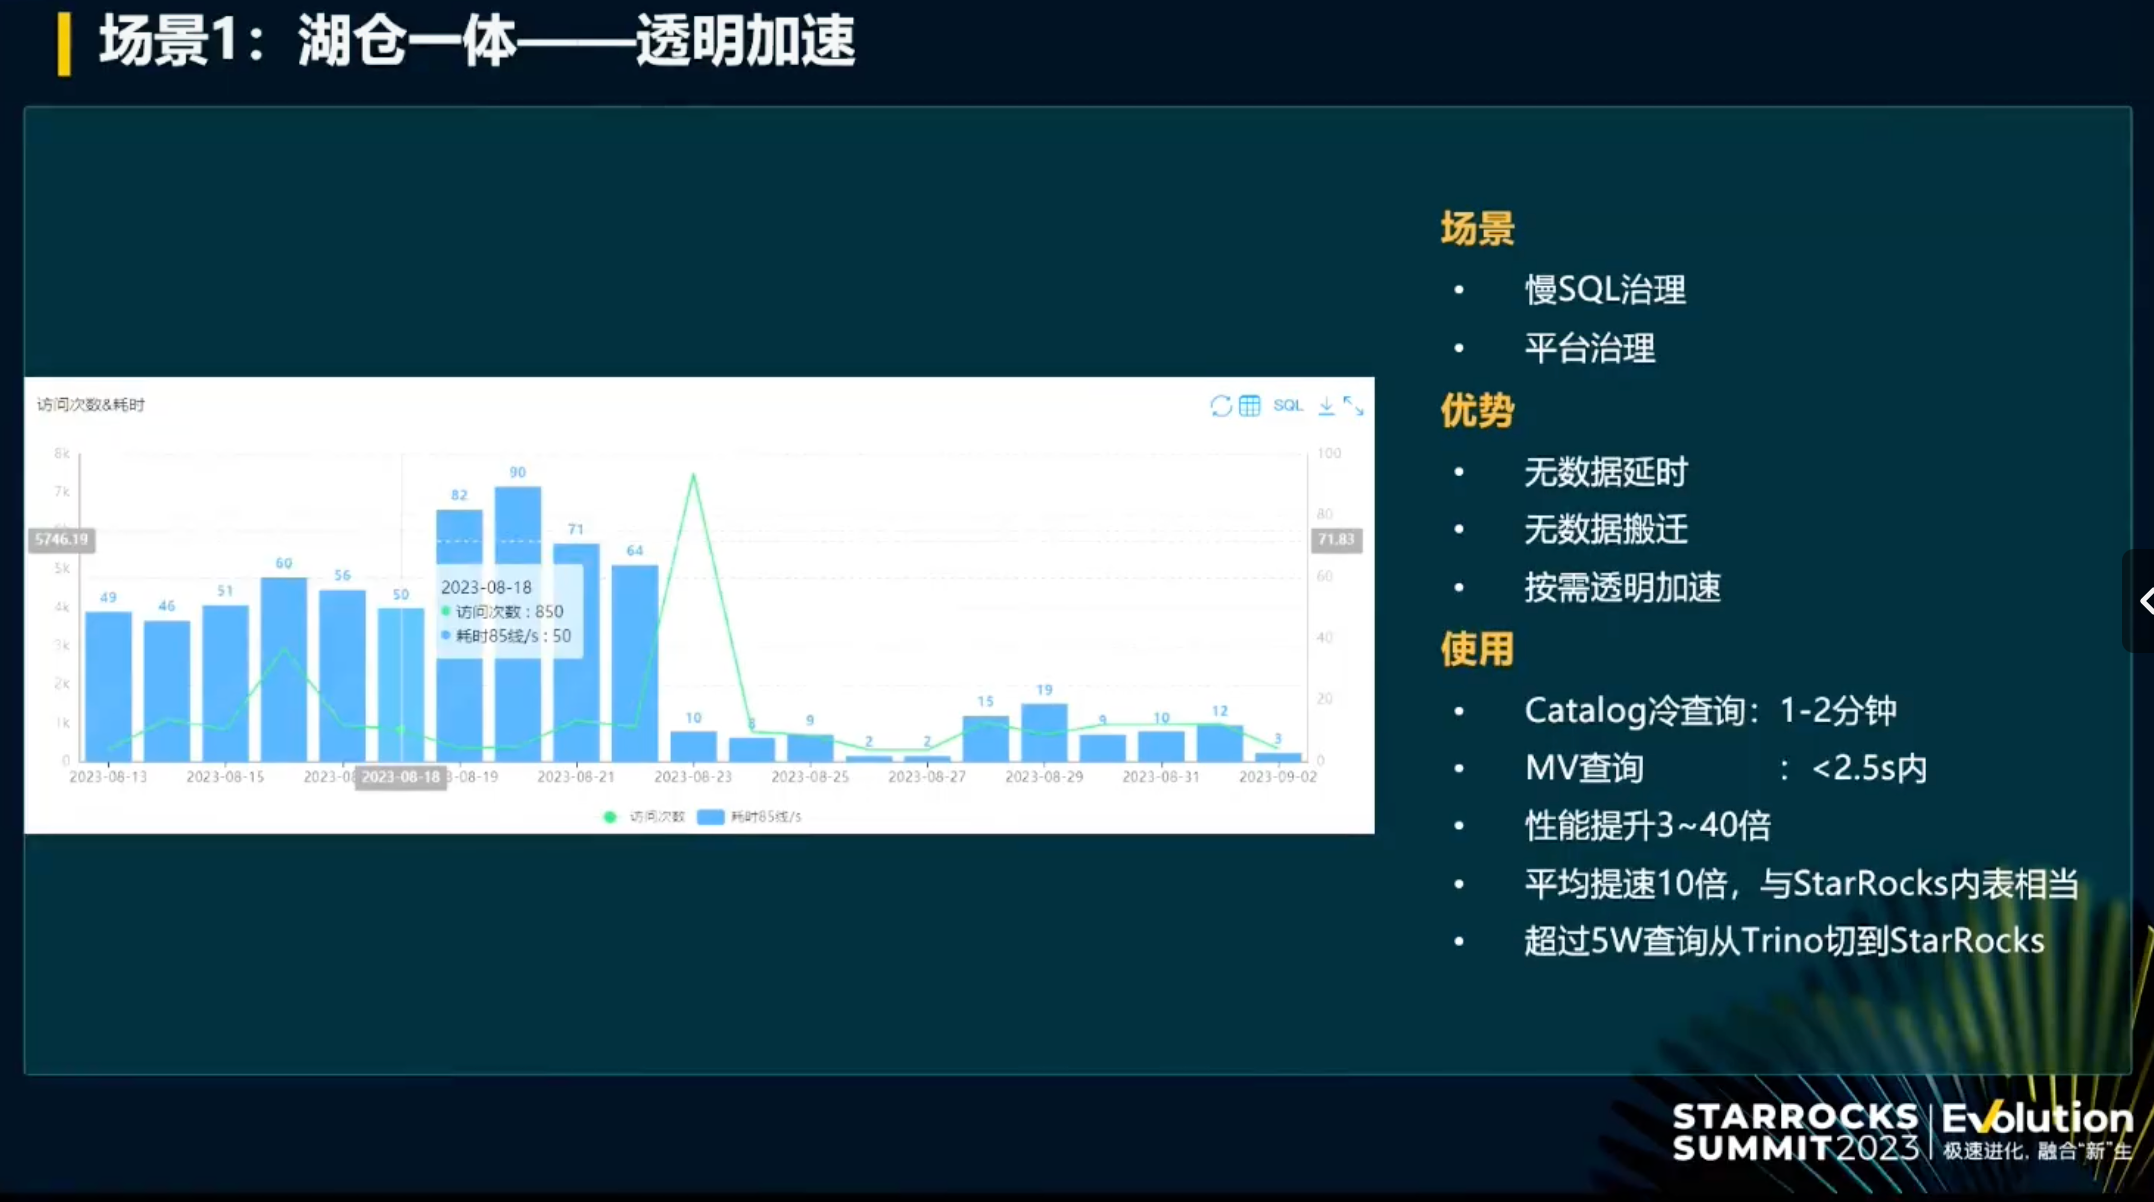 场景1：湖仓一体——透明加速
访问次数&耗时
SQL
8k
100
7k
90
82
80
5746.19
71.83
71
64
5k
60
60
56
51
50
49
46
4k
2023-08-18
访问次数 : 850
耗时85线/s : 50
3k
40
2k
20
19
15
12
10
8
9
2
2
9
10
3
1k
0
0
2023-08-13
2023-08-15
2023-08
2023-08-18
3-08-19
2023-08-21
2023-08-23
2023-08-25
2023-08-27
2023-08-29
2023-08-31
2023-09-02
访问次数 耗时85线/s
场景
• 慢SQL治理
• 平台治理
优势
• 无数据延时
• 无数据搬迁
• 按需透明加速
使用
• Catalog冷查询：1-2分钟
• MV查询 ：<2.5s内
• 性能提升3~40倍
• 平均提速10倍，与StarRocks内表相当
• 超过5W查询从Trino切到StarRocks
STARROCKS SUMMIT2023
Evolution
极速进化，融合“新”生